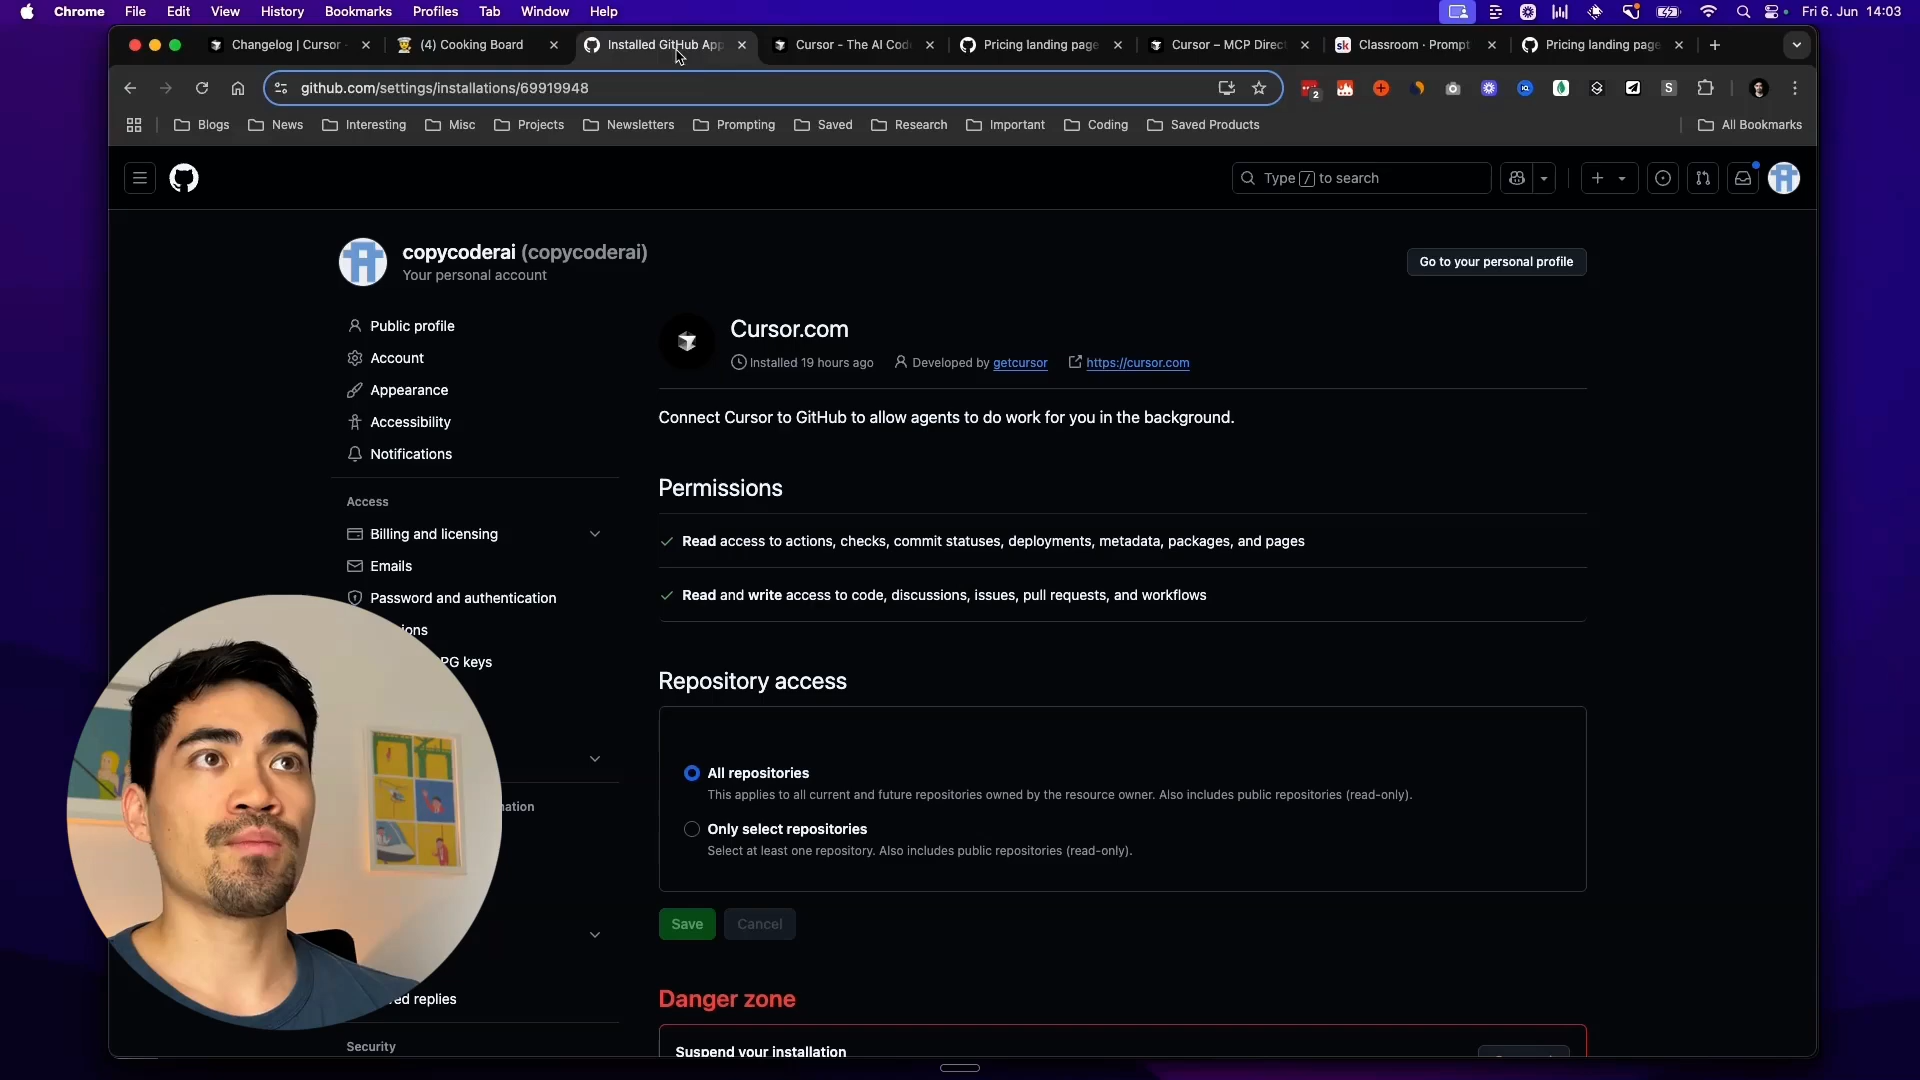 Chrome File Edit View History Bookmarks Profiles Tab Window Help Fri 6. Jun 14:03
Changelog | Cursor (4) Cooking Board Installed GitHub App Cursor - The AI Cod Pricing landing page Cursor – MCP Direc Classroom · Prompt Pricing landing page
github.com/settings/installations/69919948
2
S
Blogs News Interesting Misc Projects Newsletters Prompting Saved Research Important Coding Saved Products All Bookmarks
Type / to search
copycoderai (copycoderai)
Your personal account
Go to your personal profile
Public profile
Account
Appearance
Accessibility
Notifications
Access
Billing and licensing
Emails
Password and authentication
ions
PG keys
ation
ed replies
Security
Cursor.com
Installed 19 hours ago Developed by getcursor https://cursor.com
Connect Cursor to GitHub to allow agents to do work for you in the background.
Permissions
Read access to actions, checks, commit statuses, deployments, metadata, packages, and pages
Read and write access to code, discussions, issues, pull requests, and workflows
Repository access
All repositories
This applies to all current and future repositories owned by the resource owner. Also includes public repositories (read-only).
Only select repositories
Select at least one repository. Also includes public repositories (read-only).
Save Cancel
Danger zone
Suspend your installation